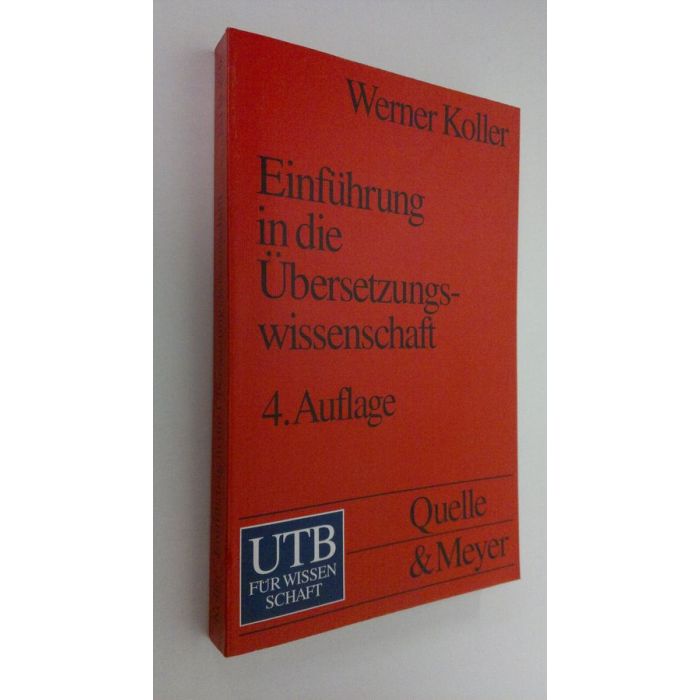 Werner Koller
Einführung
in die
Übersetzungs-
wissenschaft
4. Auflage
Quelle
& Meyer
UTB
FÜR WISSEN
SCHAFT